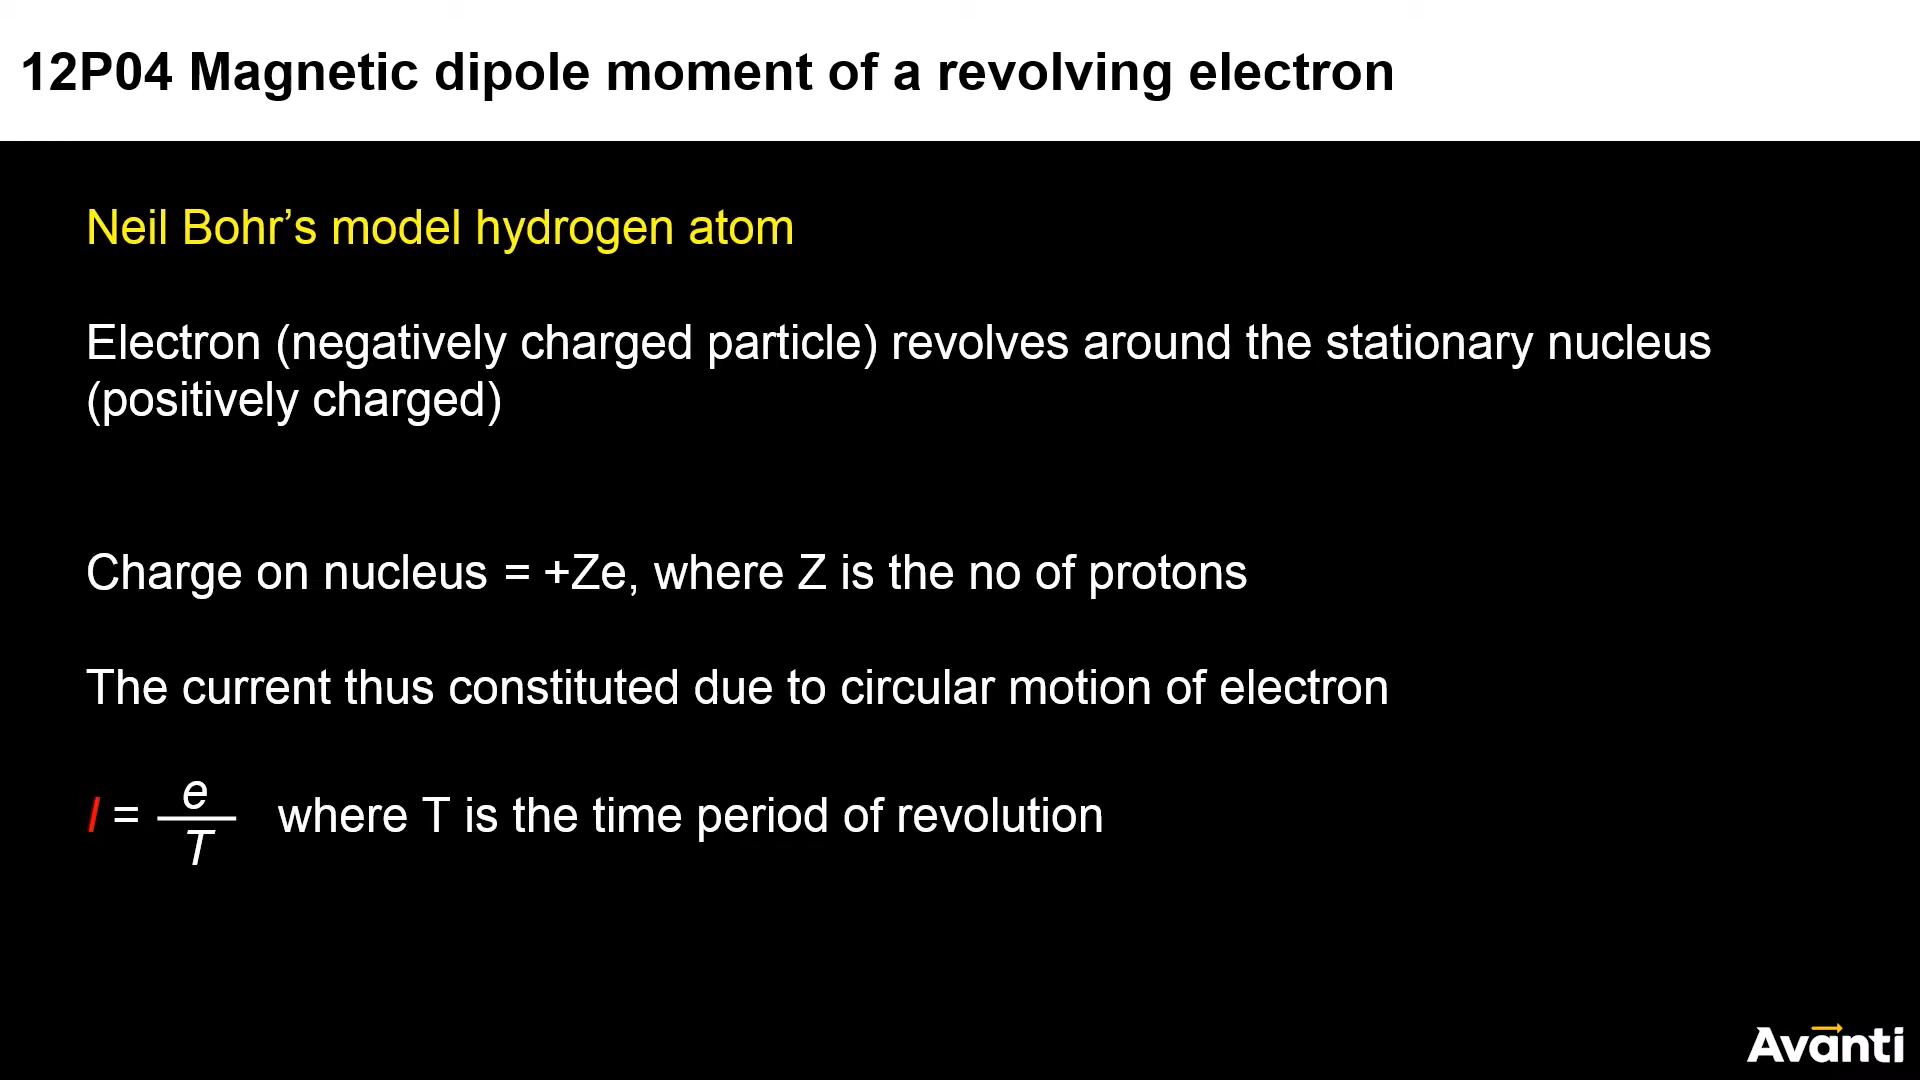 12P04 Magnetic dipole moment of a revolving electron
Neil Bohr’s model hydrogen atom
Electron (negatively charged particle) revolves around the stationary nucleus
(positively charged)
Charge on nucleus = +Ze, where Z is the no of protons
The current thus constituted due to circular motion of electron
I = e/T where T is the time period of revolution
Avanti